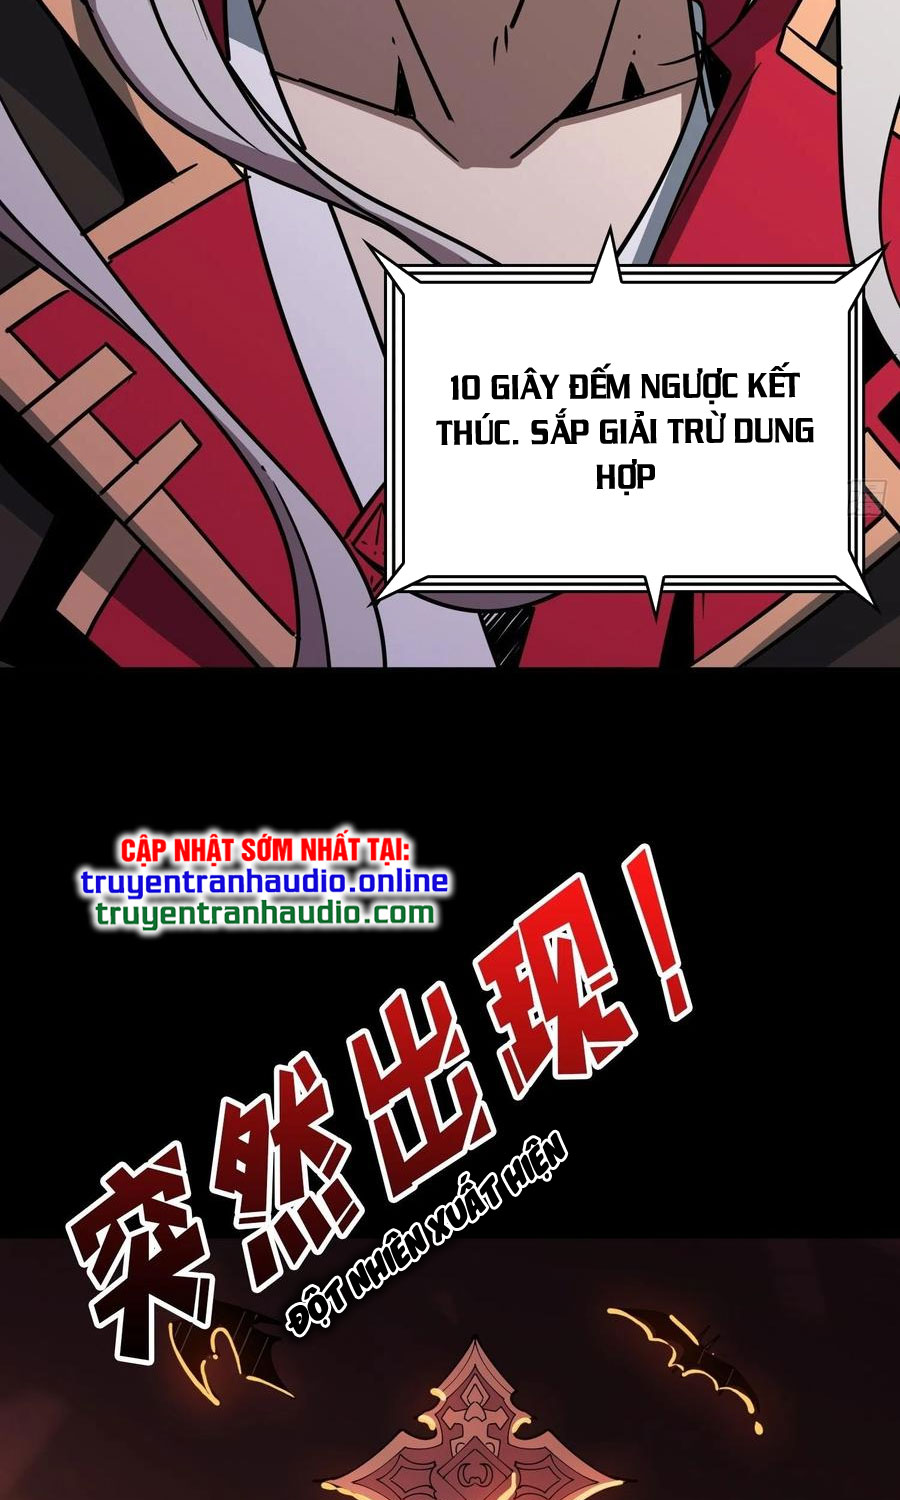 10 GIÂY ĐẾM NGƯỢC KẾT
THÚC. SẮP GIẢI TRỪ DUNG
HỢP
CẬP NHẬT SỚM NHẤT TẠI:
truyentranhaudio.online
truyentranhaudio.com
突然出现!
ĐỘT NHIÊN XUẤT HIỆN